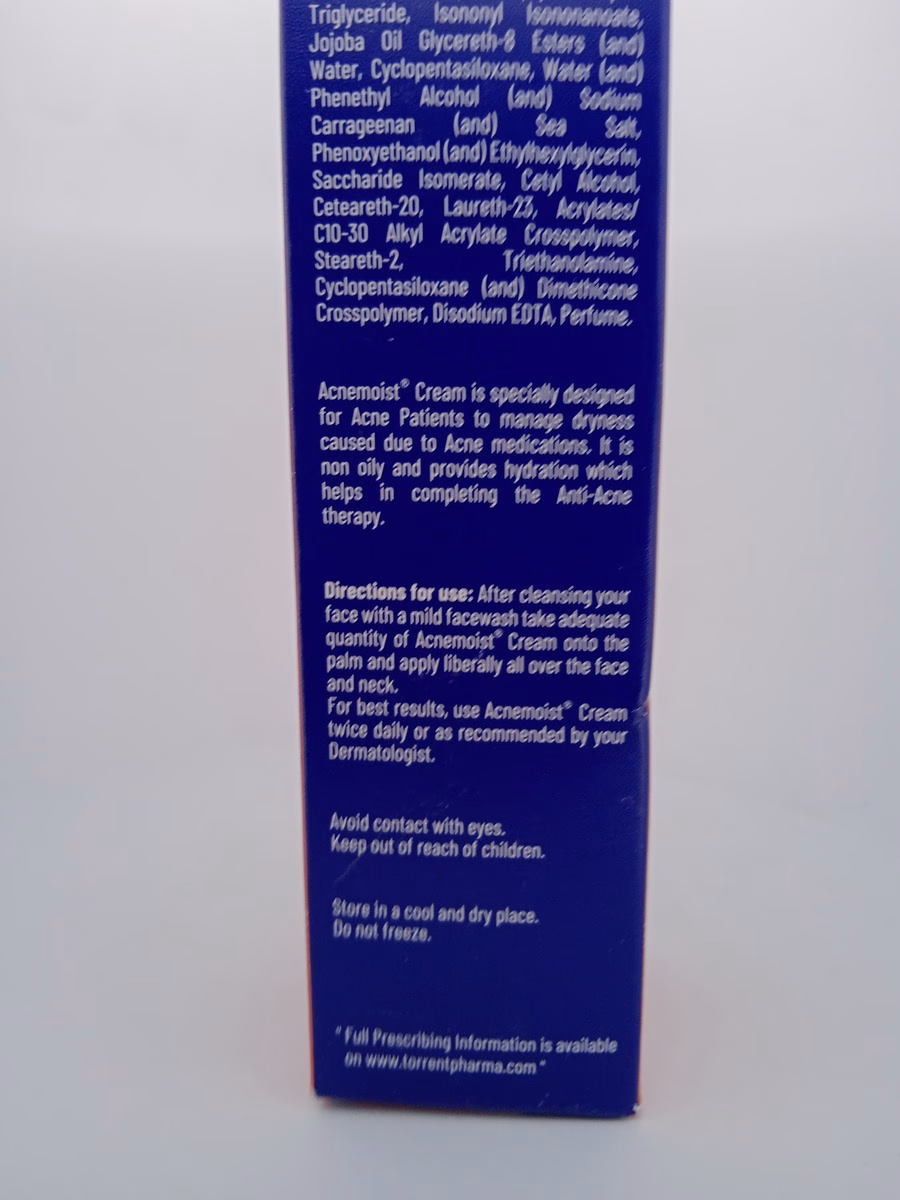 Triglyceride, Isononyl Isononanoate,
Jojoba Oil Glycereth-8 Esters (and)
Water, Cyclopentasiloxane, Water (and)
Phenethyl Alcohol (and) Sodium
Carrageenan (and) Sea Salt,
Phenoxyethanol (and) Ethylhexylglycerin,
Saccharide Isomerate, Cetyl Alcohol,
Ceteareth-20, Laureth-23, Acrylates/
C10-30 Alkyl Acrylate Crosspolymer,
Steareth-2, Triethanolamine,
Cyclopentasiloxane (and) Dimethicone
Crosspolymer, Disodium EDTA, Perfume.
Acnemoist® Cream is specially designed
for Acne Patients to manage dryness
caused due to Acne medications. It is
non oily and provides hydration which
helps in completing the Anti-Acne
therapy.
Directions for use: After cleansing your
face with a mild facewash take adequate
quantity of Acnemoist® Cream onto the
palm and apply liberally all over the face
and neck.
For best results, use Acnemoist® Cream
twice daily or as recommended by your
Dermatologist.
Avoid contact with eyes.
Keep out of reach of children.
Store in a cool and dry place.
Do not freeze.
" Full Prescribing Information is available
on www.torrentpharma.com "